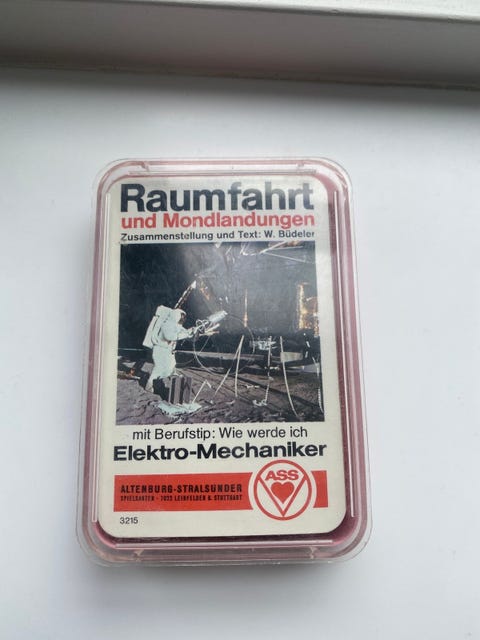 Raumfahrt
und Mondlandungen
Zusammenstellung und Text: W. Büdeler
mit Berufstip: Wie werde ich
Elektro-Mechaniker
ALTENBURG-STRALSUNDER
SPIELKARTEN · 7022 LEINFELDEN B. STUTTGART
ASS
3215